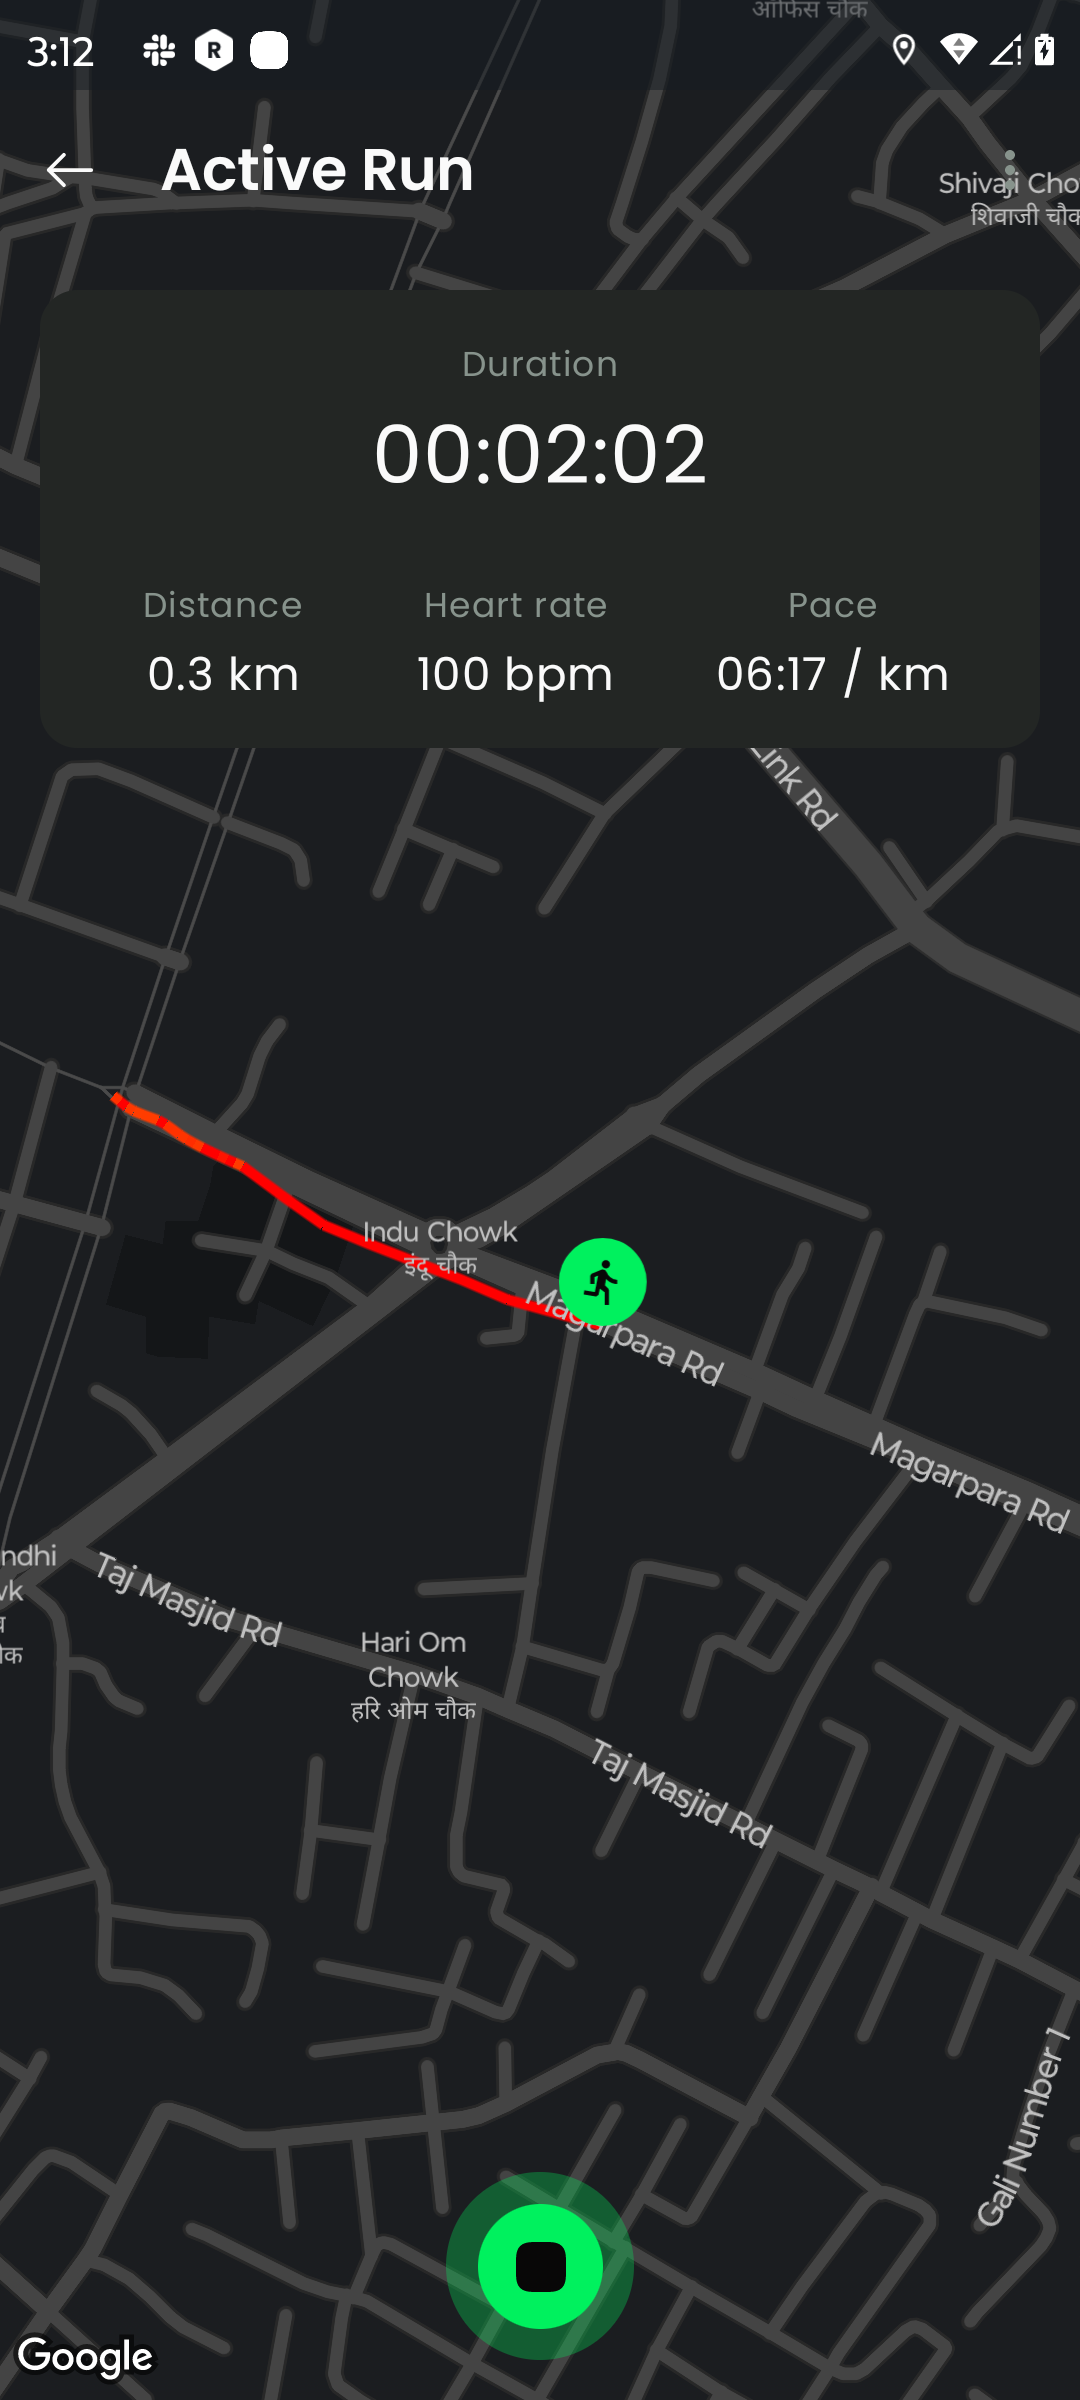 ऑफिस चौक
3:12
R
Active Run
Shivaji Cho
शिवाजी चौक
Duration
00:02:02
Distance
Heart rate
Pace
0.3 km
100 bpm
06:17 / km
Link Rd
Indu Chowk
इंदू चौक
Magarpara Rd
Magarpara Rd
ndhi
wk
Taj Masjid Rd
Hari Om
Chowk
हरि ओम चौक
Taj Masjid Rd
Gali Number 1
Google